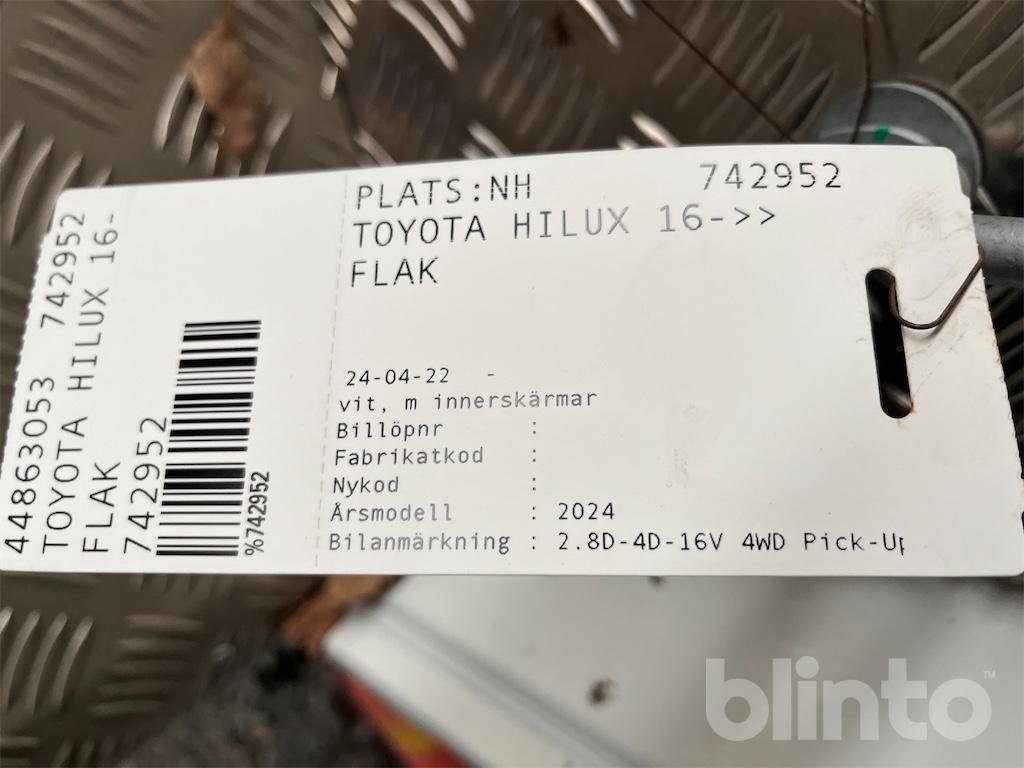 44863053 742952
TOYOTA HILUX 16-
FLAK
742952
%742952
PLATS:NH 742952
TOYOTA HILUX 16->>
FLAK
24-04-22 -
vit, m innerskärmar
Billöpnr :
Fabrikatkod :
Nykod :
Årsmodell : 2024
Bilanmärkning : 2.8D-4D-16V 4WD Pick-Up
blinto™